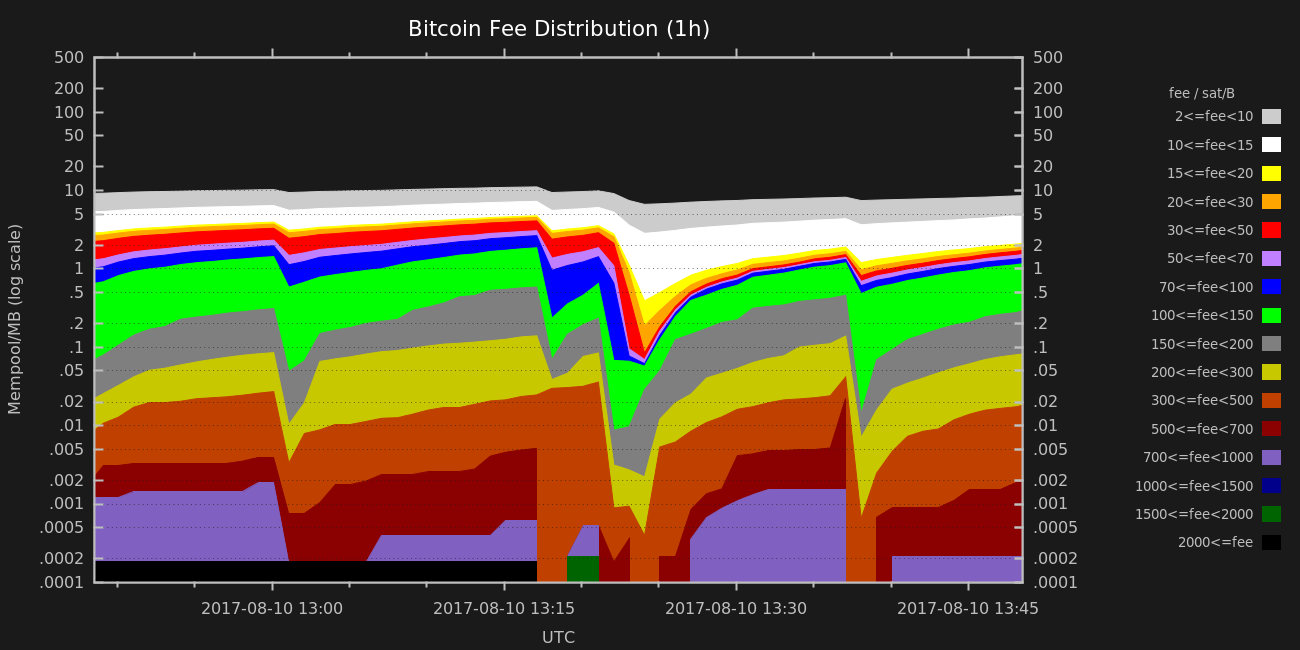 Bitcoin Fee Distribution (1h)
500
200
100
50
20
10
5
2
1
.5
.2
.1
.05
.02
.01
.005
.002
.001
.0005
.0002
.0001
Mempool/MB (log scale)
500
200
100
50
20
10
5
2
1
.5
.2
.1
.05
.02
.01
.005
.002
.001
.0005
.0002
.0001
fee / sat/B
2<=fee<10
10<=fee<15
15<=fee<20
20<=fee<30
30<=fee<50
50<=fee<70
70<=fee<100
100<=fee<150
150<=fee<200
200<=fee<300
300<=fee<500
500<=fee<700
700<=fee<1000
1000<=fee<1500
1500<=fee<2000
2000<=fee
2017-08-10 13:00
2017-08-10 13:15
2017-08-10 13:30
2017-08-10 13:45
UTC